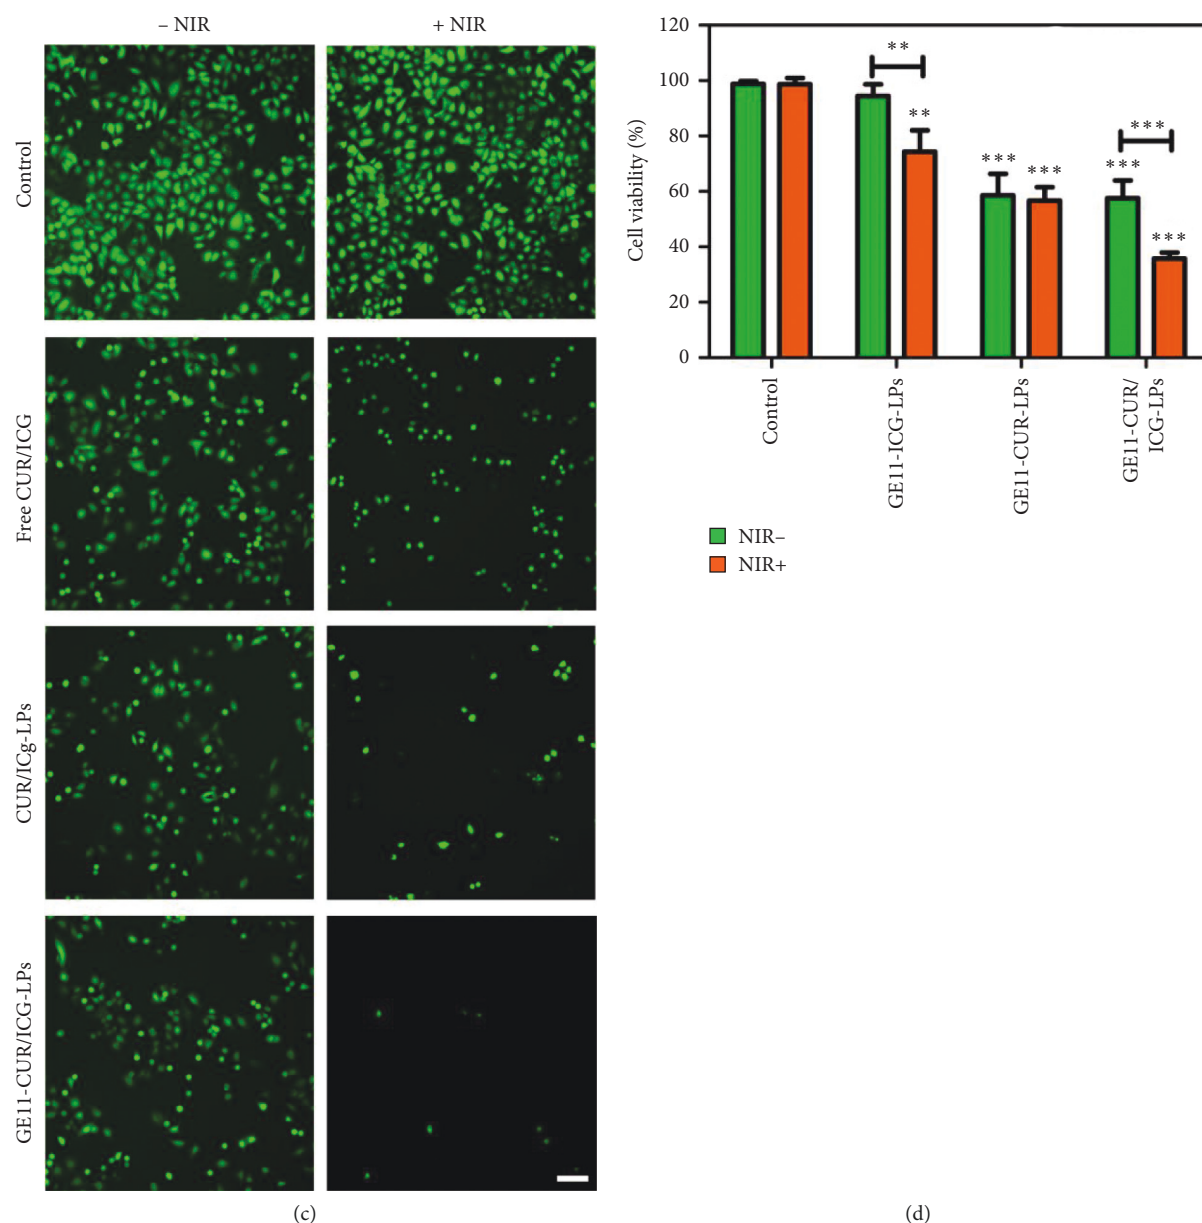 − NIR
+ NIR
Control
Free CUR/ICG
CUR/ICg-LPs
GE11-CUR/ICG-LPs
(c)
Cell viability (%)
120
100
80
60
40
20
0
**
**
***
***
***
***
***
Control
GE11-ICG-LPs
GE11-CUR-LPs
GE11-CUR/
ICG-LPs
NIR−
NIR+
(d)